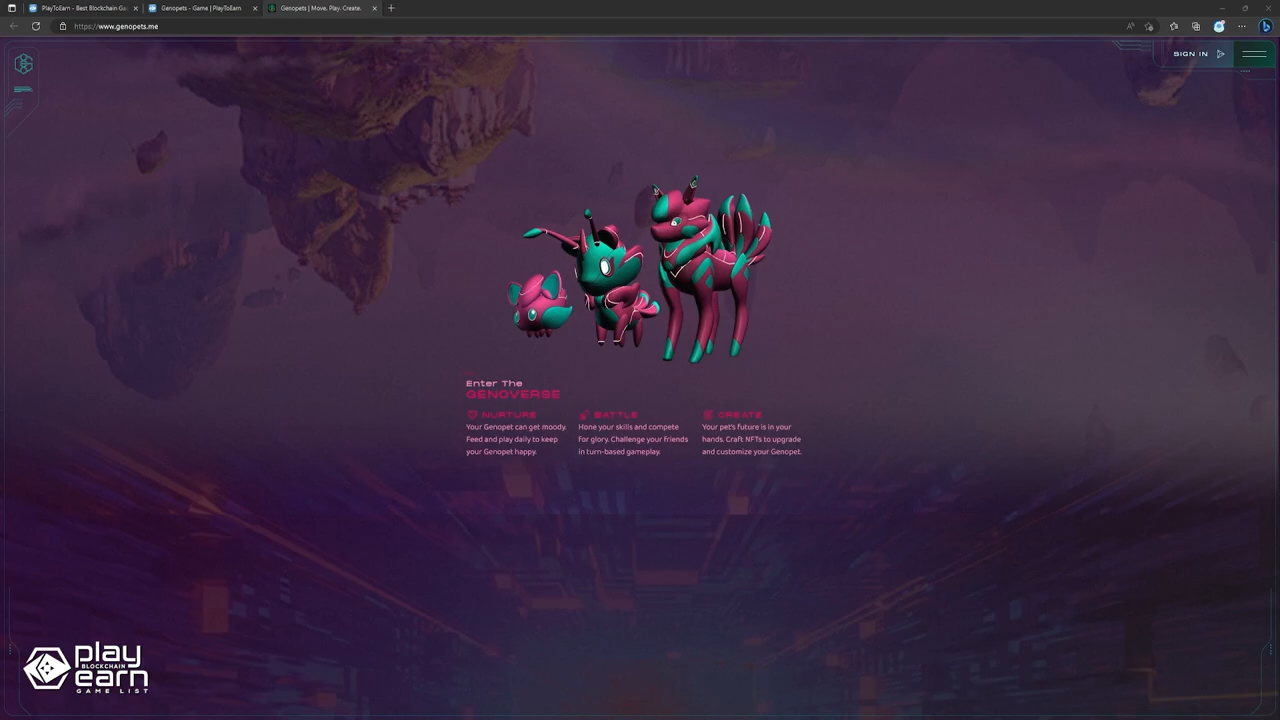 PlayToEarn - Best Blockchain Ga
Genopets - Game | PlayToEarn
Genopets | Move. Play. Create.
https://www.genopets.me
SIGN IN
Enter The
GENOVERSE
NURTURE
Your Genopet can get moody.
Feed and play daily to keep
your Genopet happy.
BATTLE
Hone your skills and compete
for glory. Challenge your friends
in turn-based gameplay.
CREATE
Your pet's future is in your
hands. Craft NFTs to upgrade
and customize your Genopet.
play
BLOCKCHAIN
earn
GAME LIST